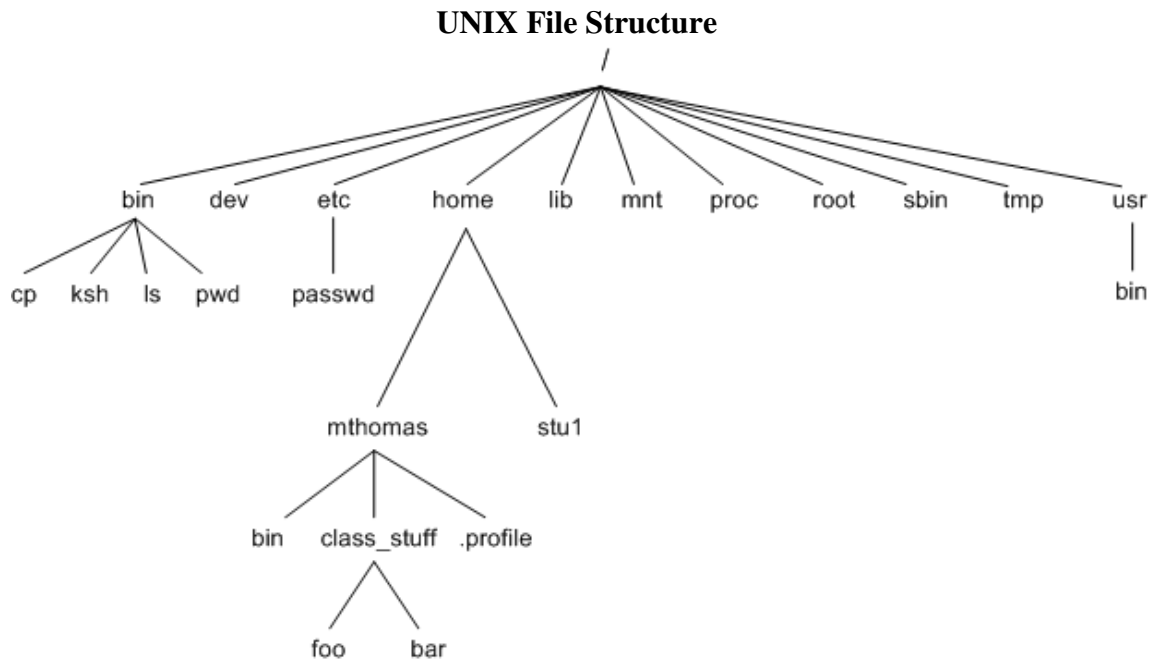 UNIX File Structure
/
bin dev etc home lib mnt proc root sbin tmp usr
cp ksh ls pwd passwd bin
mthomas stu1
bin class_stuff .profile
foo bar